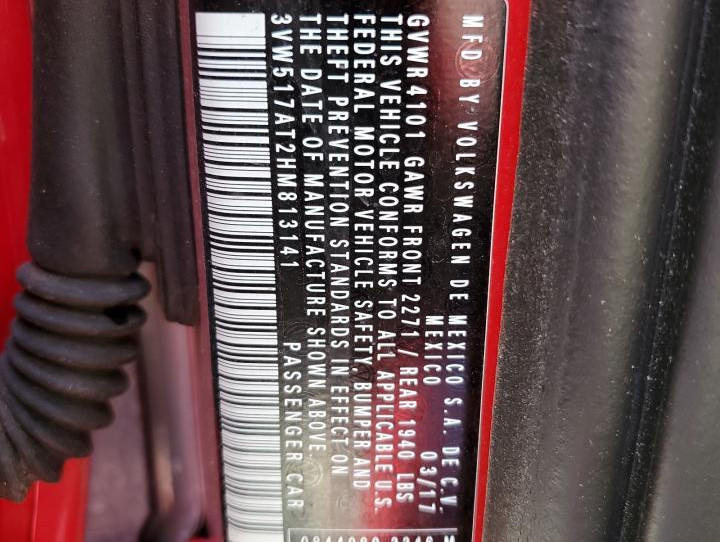 MFD BY VOLKSWAGEN DE MEXICO S.A. DE C.V.
MEXICO 03/17
GVWR4101 GAWR FRONT 2271/ REAR 1940 LBS
THIS VEHICLE CONFORMS TO ALL APPLICABLE U.S.
FEDERAL MOTOR VEHICLE SAFETY, BUMPER AND
THEFT PREVENTION STANDARDS IN EFFECT ON
THE DATE OF MANUFACTURE SHOWN ABOVE.
3VW517AT2HM813141 PASSENGER CAR